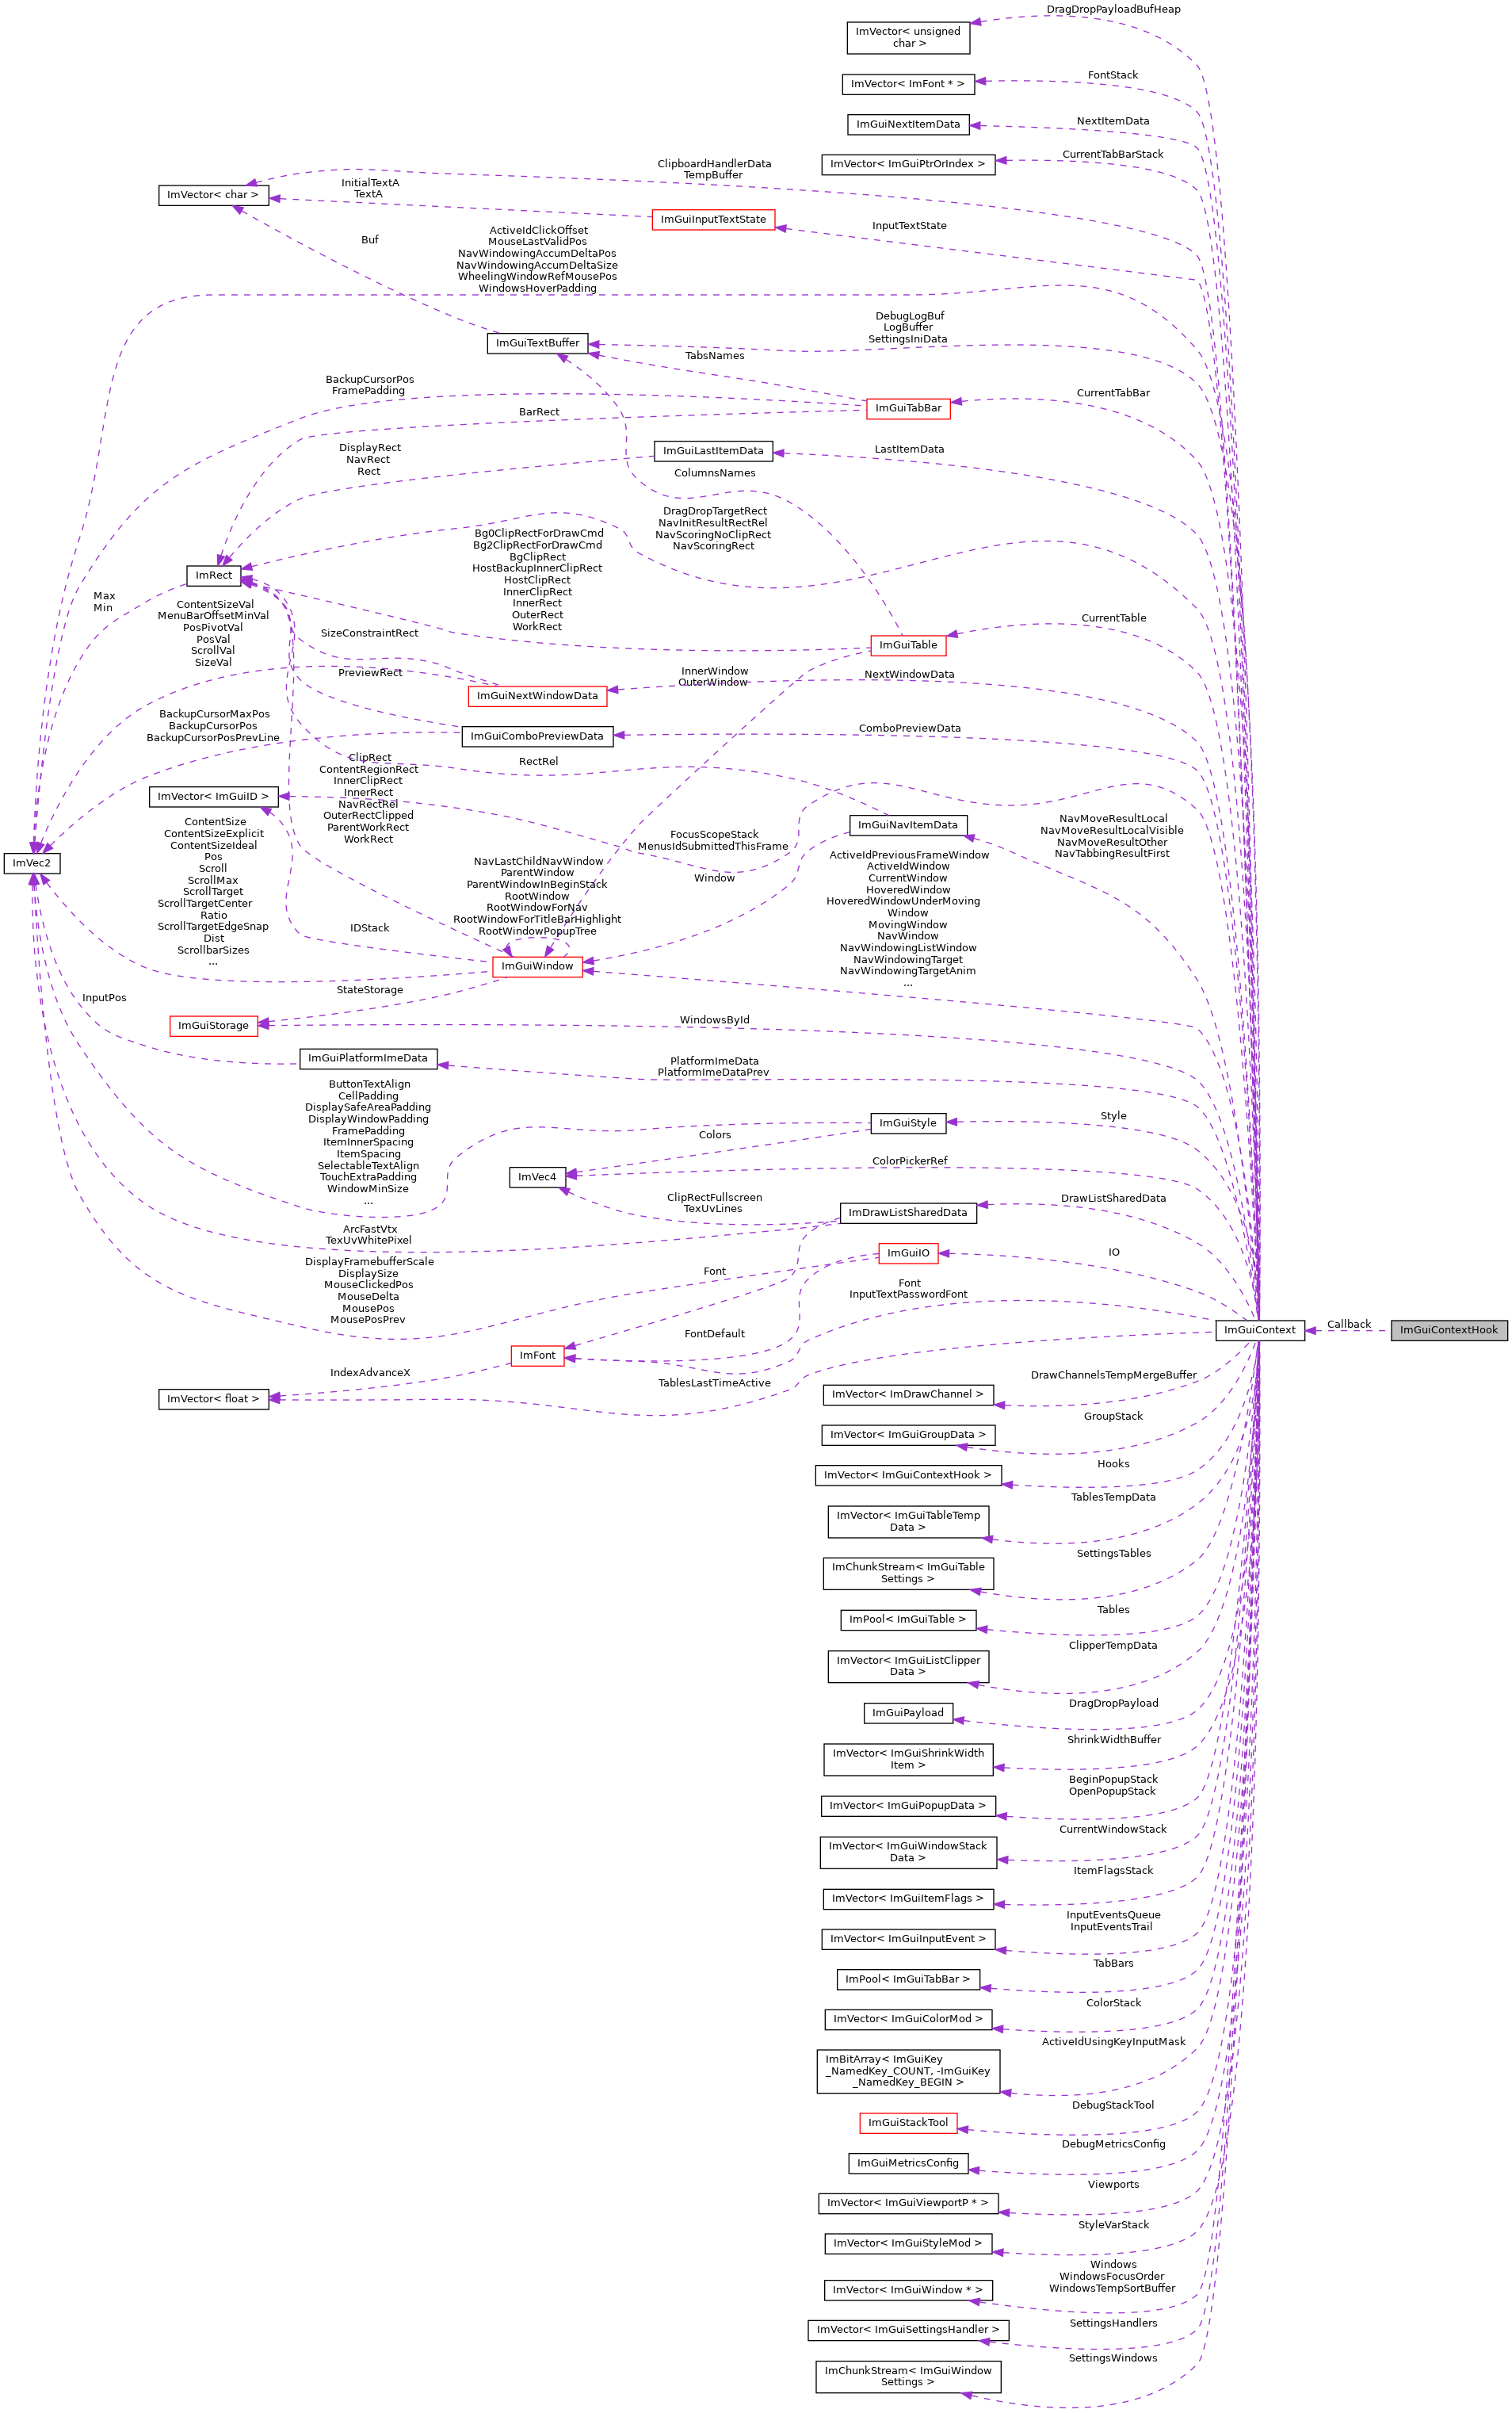 DragDropPayloadBufHeap
ImVector< unsigned
char >
FontStack
ImVector< ImFont * >
NextItemData
ImGuiNextItemData
CurrentTabBarStack
ImVector< ImGuiPtrOrIndex >
ClipboardHandlerData
TempBuffer
InitialTextA
TextA
ImVector< char >
ImGuiInputTextState
InputTextState
Buf
ActiveIdClickOffset
MouseLastValidPos
NavWindowingAccumDeltaPos
NavWindowingAccumDeltaSize
WheelingWindowRefMousePos
WindowsHoverPadding
DebugLogBuf
LogBuffer
SettingsIniData
ImGuiTextBuffer
TabsNames
BackupCursorPos
FramePadding
CurrentTabBar
ImGuiTabBar
BarRect
DisplayRect
NavRect
Rect
ImGuiLastItemData
LastItemData
ColumnsNames
DragDropTargetRect
NavInitResultRectRel
NavScoringNoClipRect
NavScoringRect
Bg0ClipRectForDrawCmd
Bg2ClipRectForDrawCmd
BgClipRect
HostBackupInnerClipRect
HostClipRect
InnerClipRect
InnerRect
OuterRect
WorkRect
ImRect
Max
Min
ContentSizeVal
MenuBarOffsetMinVal
PosPivotVal
PosVal
ScrollVal
SizeVal
CurrentTable
SizeConstraintRect
ImGuiTable
PreviewRect
InnerWindow
OuterWindow
NextWindowData
ImGuiNextWindowData
BackupCursorMaxPos
BackupCursorPos
BackupCursorPosPrevLine
ComboPreviewData
ImGuiComboPreviewData
ClipRect
ContentRegionRect
InnerClipRect
InnerRect
NavRectRel
OuterRectClipped
ParentWorkRect
WorkRect
RectRel
ImVector< ImGuiID >
FocusScopeStack
MenusIdSubmittedThisFrame
ImGuiNavItemData
NavMoveResultLocal
NavMoveResultLocalVisible
NavMoveResultOther
NavTabbingResultFirst
ImVec2
ContentSize
ContentSizeExplicit
ContentSizeIdeal
Pos
Scroll
ScrollMax
ScrollTarget
ScrollTargetCenter
Ratio
ScrollTargetEdgeSnap
Dist
ScrollbarSizes
...
NavLastChildNavWindow
ParentWindow
ParentWindowInBeginStack
RootWindow
RootWindowForNav
RootWindowForTitleBarHighlight
RootWindowPopupTree
Window
ActiveIdPreviousFrameWindow
ActiveIdWindow
CurrentWindow
HoveredWindow
HoveredWindowUnderMoving
Window
MovingWindow
NavWindow
NavWindowingListWindow
NavWindowingTarget
NavWindowingTargetAnim
...
IDStack
ImGuiWindow
StateStorage
InputPos
ImGuiStorage
WindowsById
ImGuiPlatformImeData
PlatformImeData
PlatformImeDataPrev
ButtonTextAlign
CellPadding
DisplaySafeAreaPadding
DisplayWindowPadding
FramePadding
ItemInnerSpacing
ItemSpacing
SelectableTextAlign
TouchExtraPadding
WindowMinSize
...
Style
ImGuiStyle
Colors
ColorPickerRef
ImVec4
ClipRectFullscreen
TexUvLines
DrawListSharedData
ImDrawListSharedData
ArcFastVtx
TexUvWhitePixel
IO
ImGuiIO
DisplayFramebufferScale
DisplaySize
MouseClickedPos
MouseDelta
MousePos
MousePosPrev
Font
Font
InputTextPasswordFont
FontDefault
ImFont
ImGuiContext
Callback
ImGuiContextHook
IndexAdvanceX
TablesLastTimeActive
ImVector< float >
DrawChannelsTempMergeBuffer
ImVector< ImDrawChannel >
GroupStack
ImVector< ImGuiGroupData >
Hooks
ImVector< ImGuiContextHook >
TablesTempData
ImVector< ImGuiTableTemp
Data >
SettingsTables
ImChunkStream< ImGuiTable
Settings >
Tables
ImPool< ImGuiTable >
ClipperTempData
ImVector< ImGuiListClipper
Data >
DragDropPayload
ImGuiPayload
ShrinkWidthBuffer
ImVector< ImGuiShrinkWidth
Item >
BeginPopupStack
OpenPopupStack
ImVector< ImGuiPopupData >
CurrentWindowStack
ImVector< ImGuiWindowStack
Data >
ItemFlagsStack
ImVector< ImGuiItemFlags >
InputEventsQueue
InputEventsTrail
ImVector< ImGuiInputEvent >
TabBars
ImPool< ImGuiTabBar >
ColorStack
ImVector< ImGuiColorMod >
ActiveIdUsingKeyInputMask
ImBitArray< ImGuiKey
_NamedKey_COUNT, -ImGuiKey
_NamedKey_BEGIN >
DebugStackTool
ImGuiStackTool
DebugMetricsConfig
ImGuiMetricsConfig
Viewports
ImVector< ImGuiViewportP * >
StyleVarStack
ImVector< ImGuiStyleMod >
Windows
WindowsFocusOrder
WindowsTempSortBuffer
ImVector< ImGuiWindow * >
SettingsHandlers
ImVector< ImGuiSettingsHandler >
SettingsWindows
ImChunkStream< ImGuiWindow
Settings >